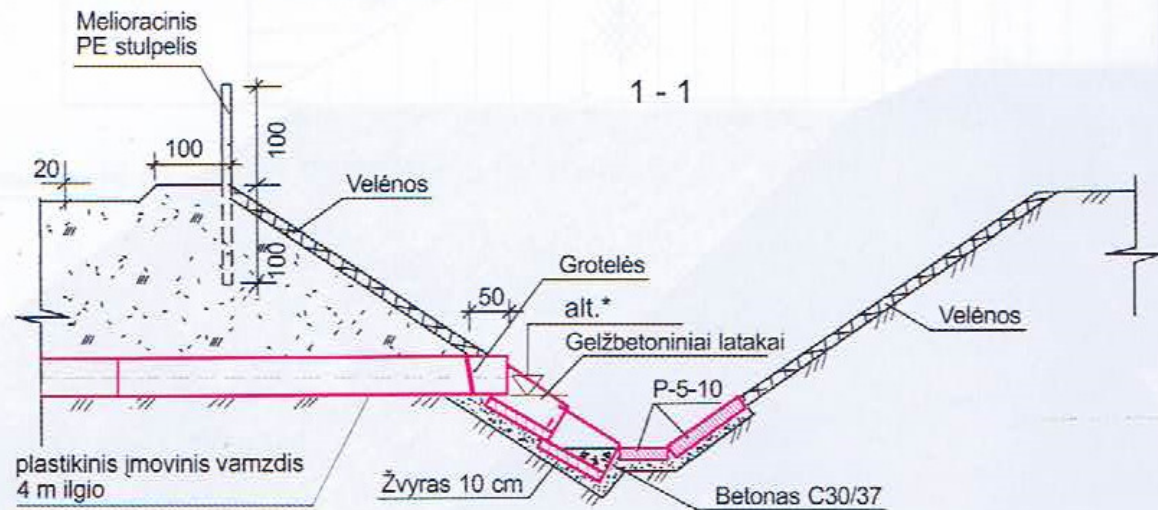 Melioracinis
PE stulpelis
1 - 1
100
100
20
Velėnos
100
Grotelės
50
alt.*
Gelžbetoniniai latakai
Velėnos
P-5-10
plastikinis įmovinis vamzdis
4 m ilgio
Žvyras 10 cm
Betonas C30/37